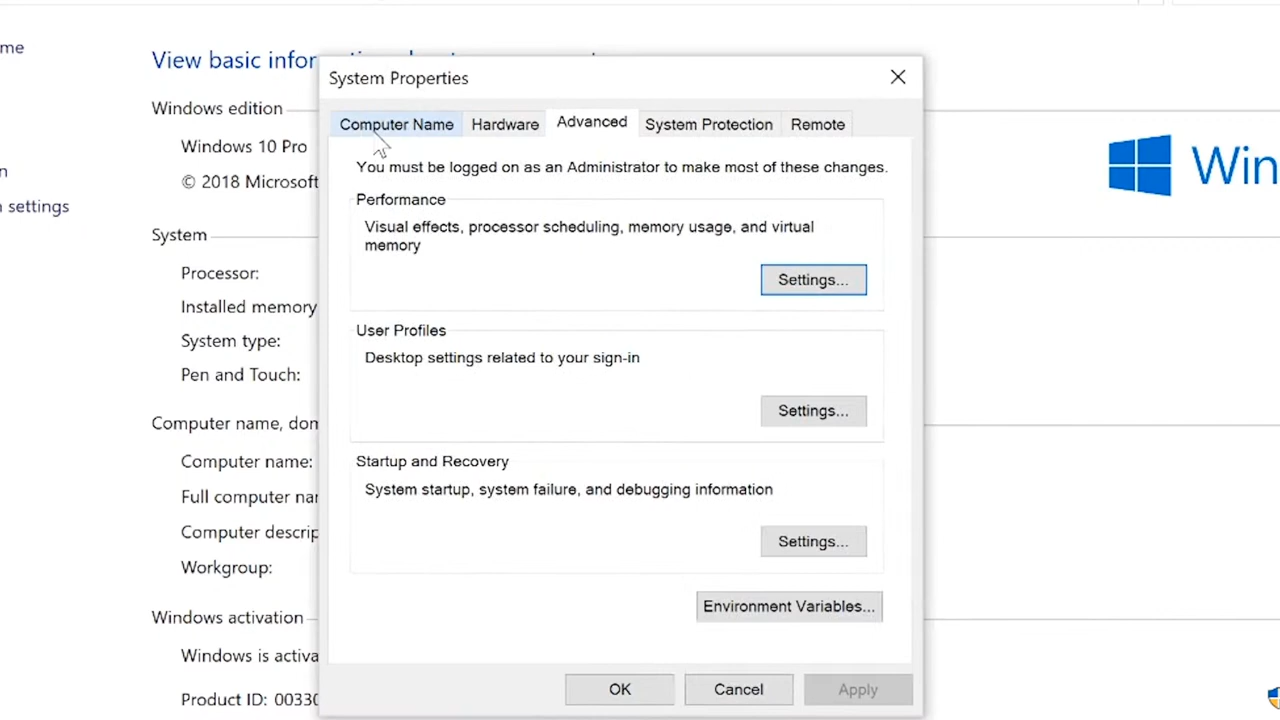 me
View basic infor
System Properties
Computer Name
Hardware
Advanced
System Protection
Remote
Windows edition
Windows 10 Pro
© 2018 Microsoft
Win
n
n settings
You must be logged on as an Administrator to make most of these changes.
Performance
Visual effects, processor scheduling, memory usage, and virtual
memory
Settings...
System
Processor:
Installed memory
System type:
Pen and Touch:
User Profiles
Desktop settings related to your sign-in
Settings...
Computer name, dom
Computer name:
Full computer nam
Computer descrip
Workgroup:
Startup and Recovery
System startup, system failure, and debugging information
Settings...
Environment Variables...
Windows activation
Windows is activa
Product ID: 00330
OK
Cancel
Apply